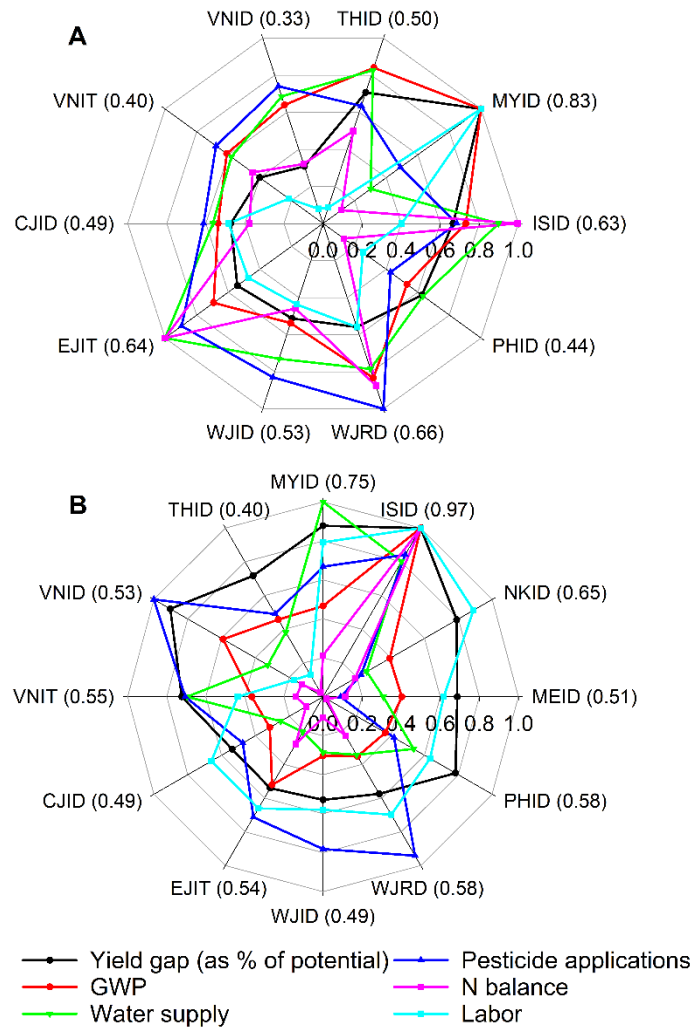 A
VNID (0.33)
THID (0.50)
VNIT (0.40)
MYID (0.83)
CJID (0.49)
ISID (0.63)
0.0 0.2 0.4 0.6 0.8 1.0
EJIT (0.64)
PHID (0.44)
WJID (0.53)
WJRD (0.66)
B
MYID (0.75)
THID (0.40)
ISID (0.97)
VNID (0.53)
NKID (0.65)
VNIT (0.55)
MEID (0.51)
0.0 0.2 0.4 0.6 0.8 1.0
CJID (0.49)
PHID (0.58)
EJIT (0.54)
WJRD (0.58)
WJID (0.49)
Yield gap (as % of potential)
Pesticide applications
GWP
N balance
Water supply
Labor